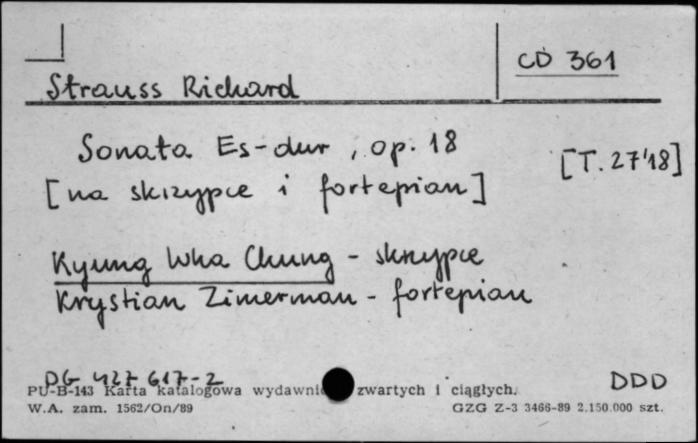 CD 361
Strauss Richard
Sonata Es-dur, op. 18
[T. 27'18]
[na skrzypce i fortepian]
Kyung Wha Chung - skrzypce
Krystian Zimerman - fortepian
DG 427 617-2
DDD
PU-B-143 Karta katalogowa wydawnic zwartych i ciągłych.
W.A. zam. 1562/On/89
GZG Z-3 3466-89 2.150.000 szt.